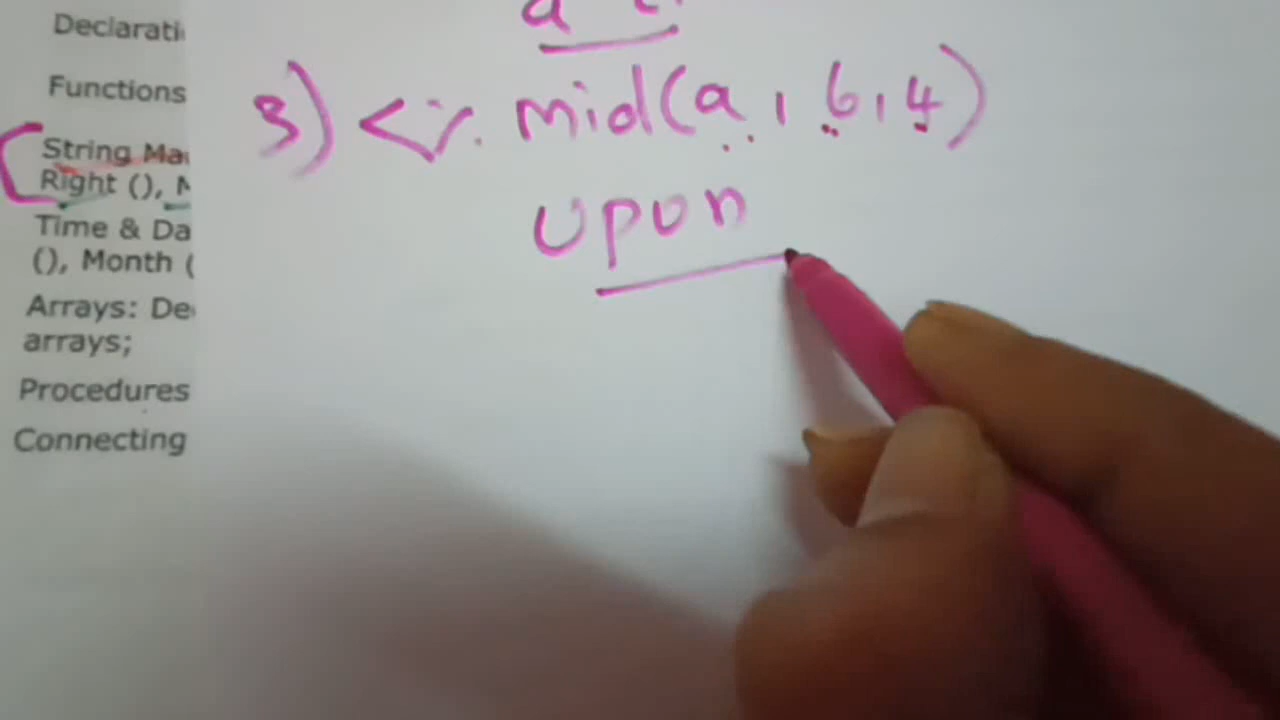 Declarati
Functions
String Ma
Right (), M
Time & Da
(), Month (
Arrays: De
arrays;
Procedures
Connecting
3) <%. mid(a, 6, 4)
upon